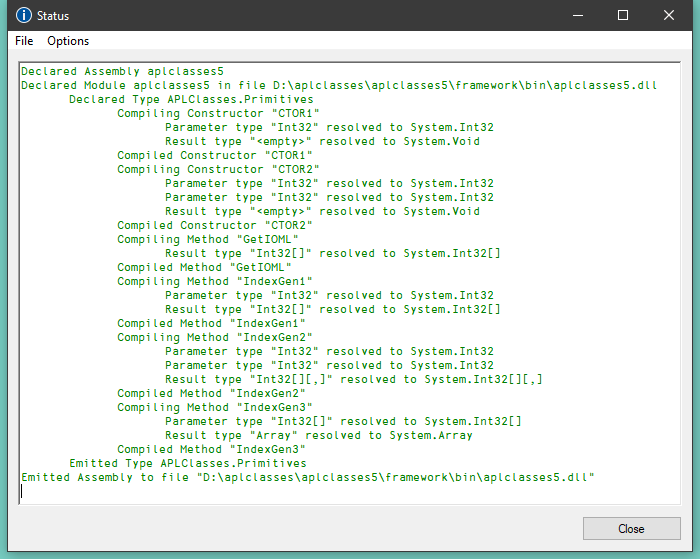 Status
File Options
Declared Assembly aplclasses5
Declared Module aplclasses5 in file D:\aplclasses\aplclasses5\framework\bin\aplclasses5.dll
Declared Type APLClasses.Primitives
Compiling Constructor "CTOR1"
Parameter type "Int32" resolved to System.Int32
Result type "<empty>" resolved to System.Void
Compiled Constructor "CTOR1"
Compiling Constructor "CTOR2"
Parameter type "Int32" resolved to System.Int32
Parameter type "Int32" resolved to System.Int32
Result type "<empty>" resolved to System.Void
Compiled Constructor "CTOR2"
Compiling Method "GetIOML"
Result type "Int32[]" resolved to System.Int32[]
Compiled Method "GetIOML"
Compiling Method "IndexGen1"
Parameter type "Int32" resolved to System.Int32
Result type "Int32[]" resolved to System.Int32[]
Compiled Method "IndexGen1"
Compiling Method "IndexGen2"
Parameter type "Int32" resolved to System.Int32
Parameter type "Int32" resolved to System.Int32
Result type "Int32[][,]" resolved to System.Int32[][,]
Compiled Method "IndexGen2"
Compiling Method "IndexGen3"
Parameter type "Int32[]" resolved to System.Int32[]
Result type "Array" resolved to System.Array
Compiled Method "IndexGen3"
Emitted Type APLClasses.Primitives
Emitted Assembly to file "D:\aplclasses\aplclasses5\framework\bin\aplclasses5.dll"
Close